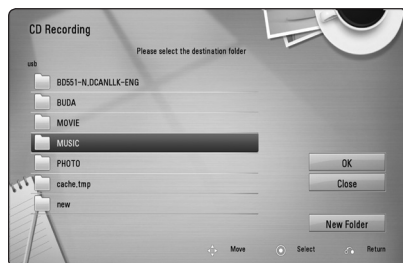 CD Recording
Please select the destination folder
usb
BD551-N,DCANLLK-ENG
BUDA
MOVIE
MUSIC
PHOTO
cache,tmp
new
OK
Close
New Folder
Move Select Return